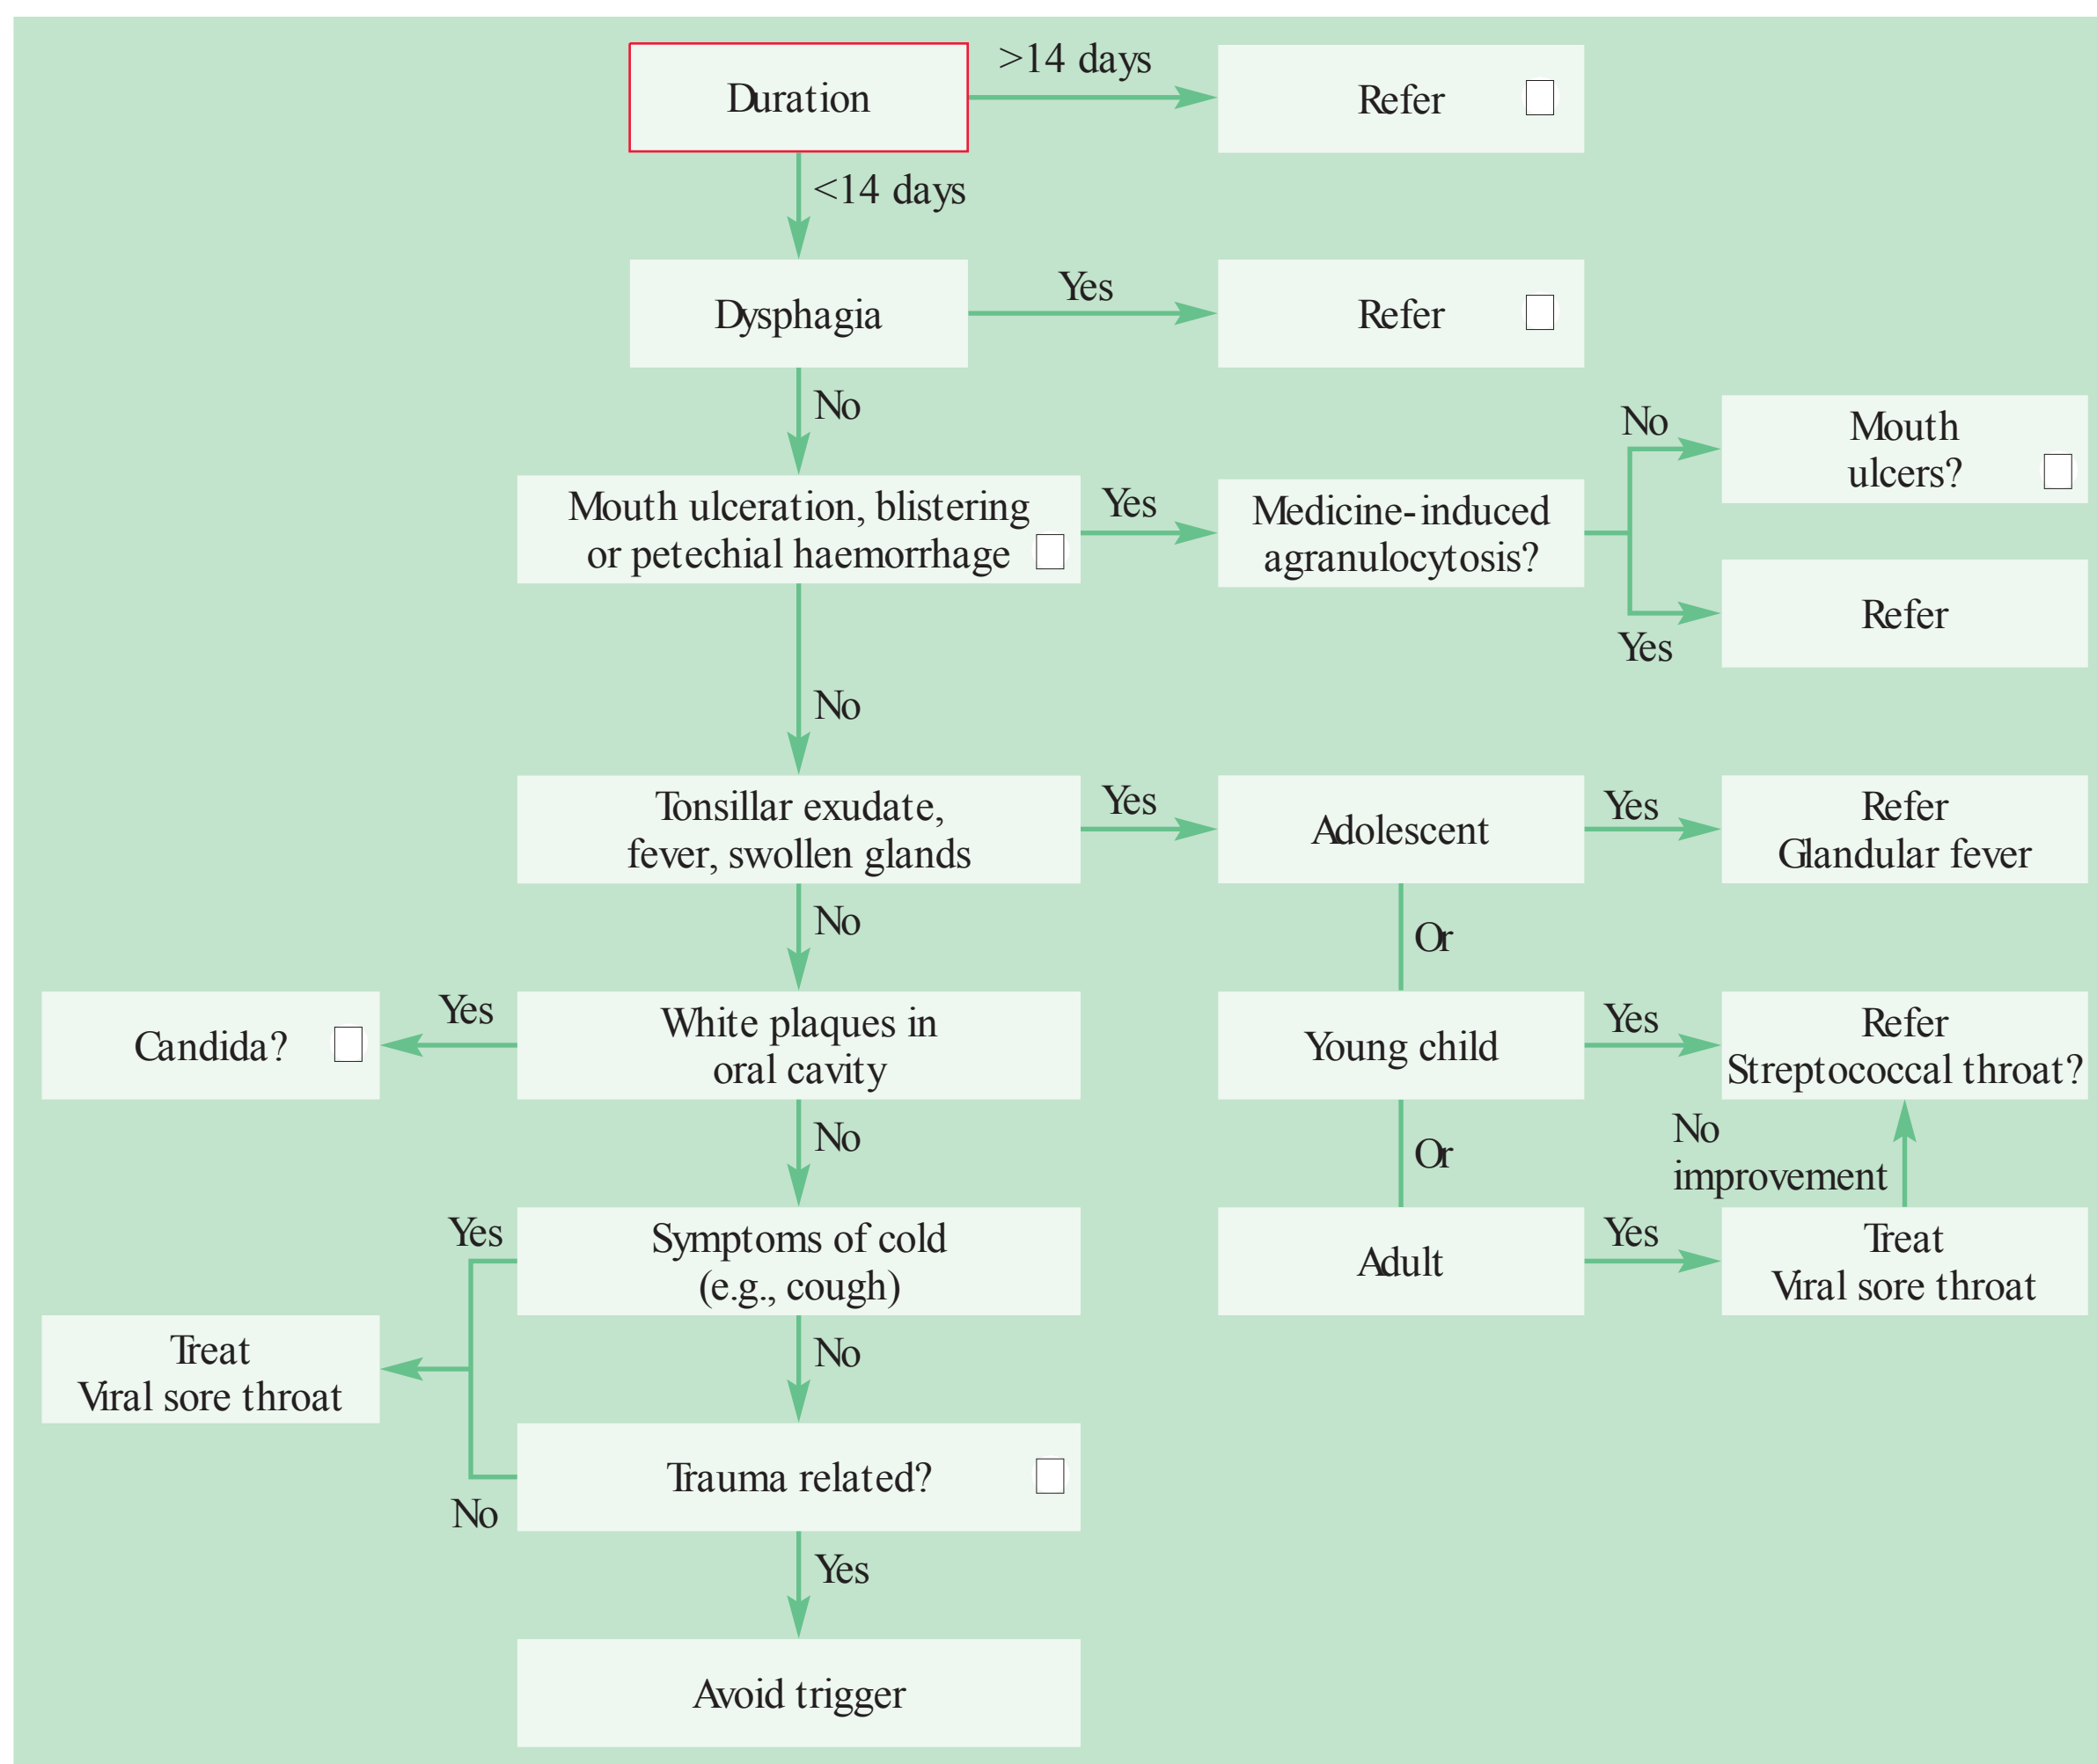 Duration
>14 days
Refer
<14 days
Dysphagia
Yes
Refer
No
Mouth ulceration, blistering
or petechial haemorrhage
Yes
Medicine-induced
agranulocytosis?
No
Mouth
ulcers?
Yes
Refer
No
Tonsillar exudate,
fever, swollen glands
Yes
Adolescent
Yes
Refer
Glandular fever
No
Or
Candida?
Yes
White plaques in
oral cavity
Young child
Yes
Refer
Streptococcal throat?
No
Or
No
improvement
Yes
Symptoms of cold
(e.g., cough)
Adult
Yes
Treat
Viral sore throat
Treat
Viral sore throat
No
Trauma related?
No
Yes
Avoid trigger